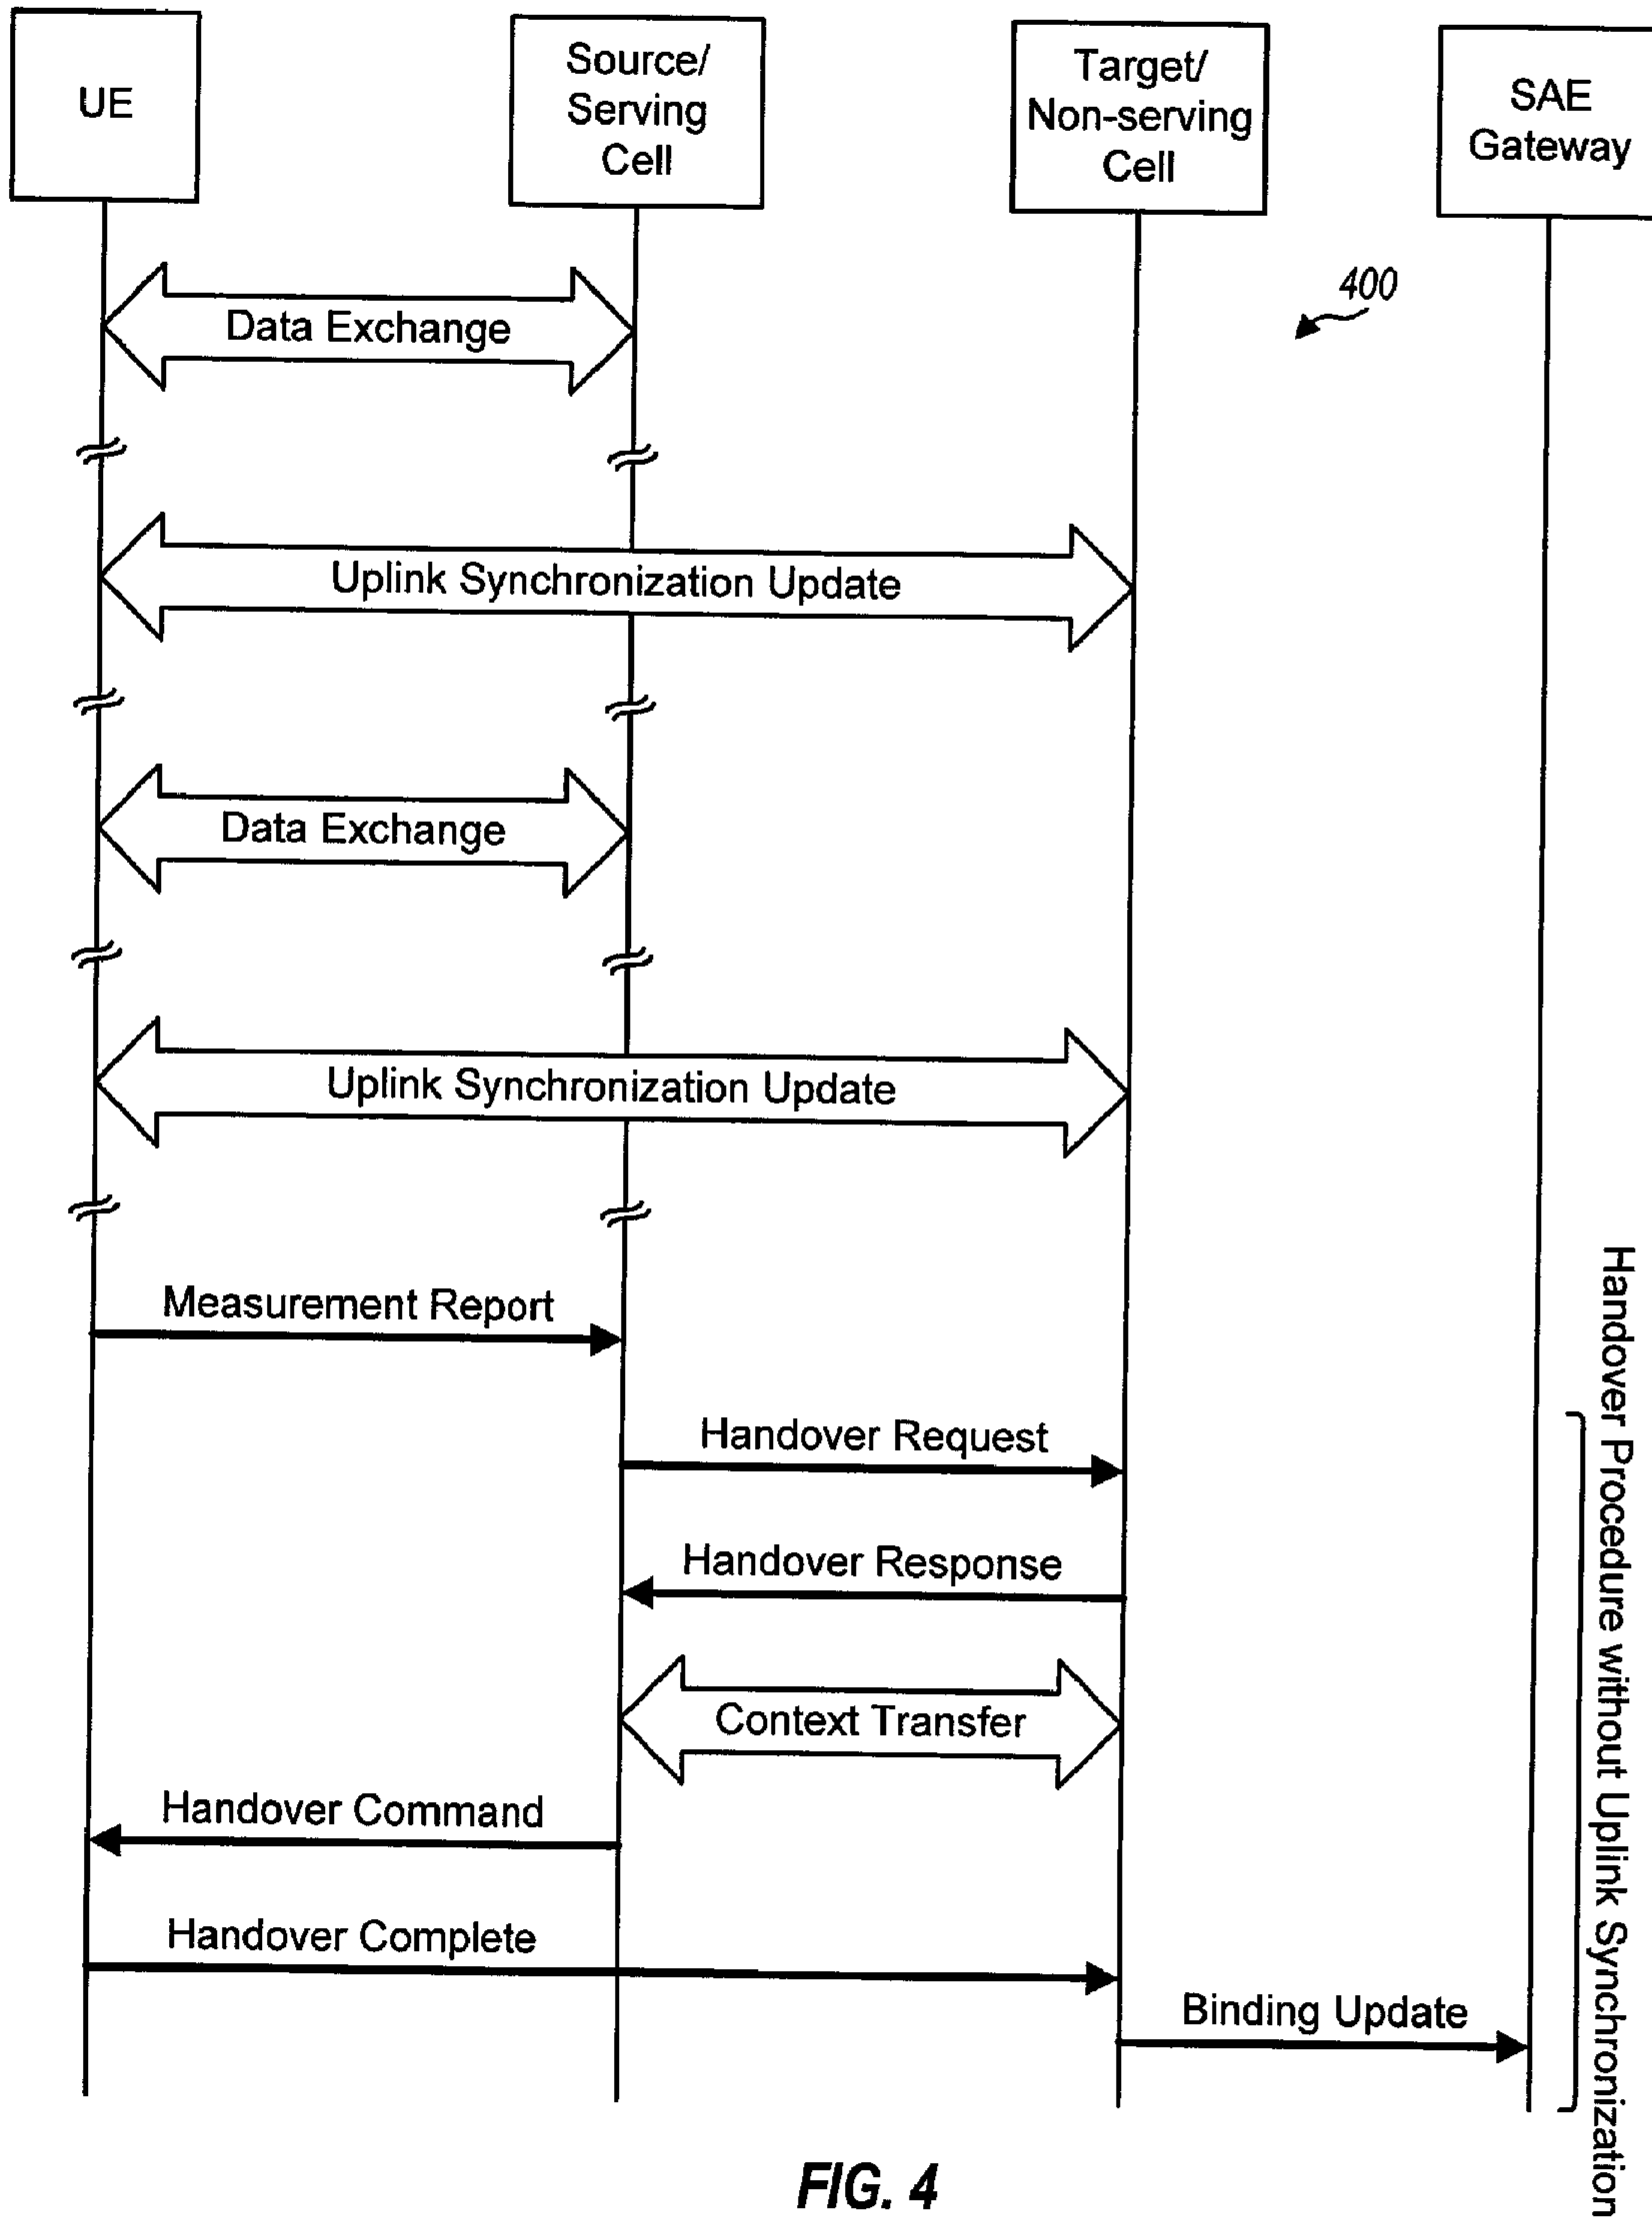 UE
Source/
Serving
Cell
Target/
Non-serving
Cell
SAE
Gateway
400
Data Exchange
Uplink Synchronization Update
Data Exchange
Uplink Synchronization Update
Measurement Report
Handover Request
Handover Response
Context Transfer
Handover Command
Handover Complete
Binding Update
Handover Procedure without Uplink Synchronization
FIG. 4